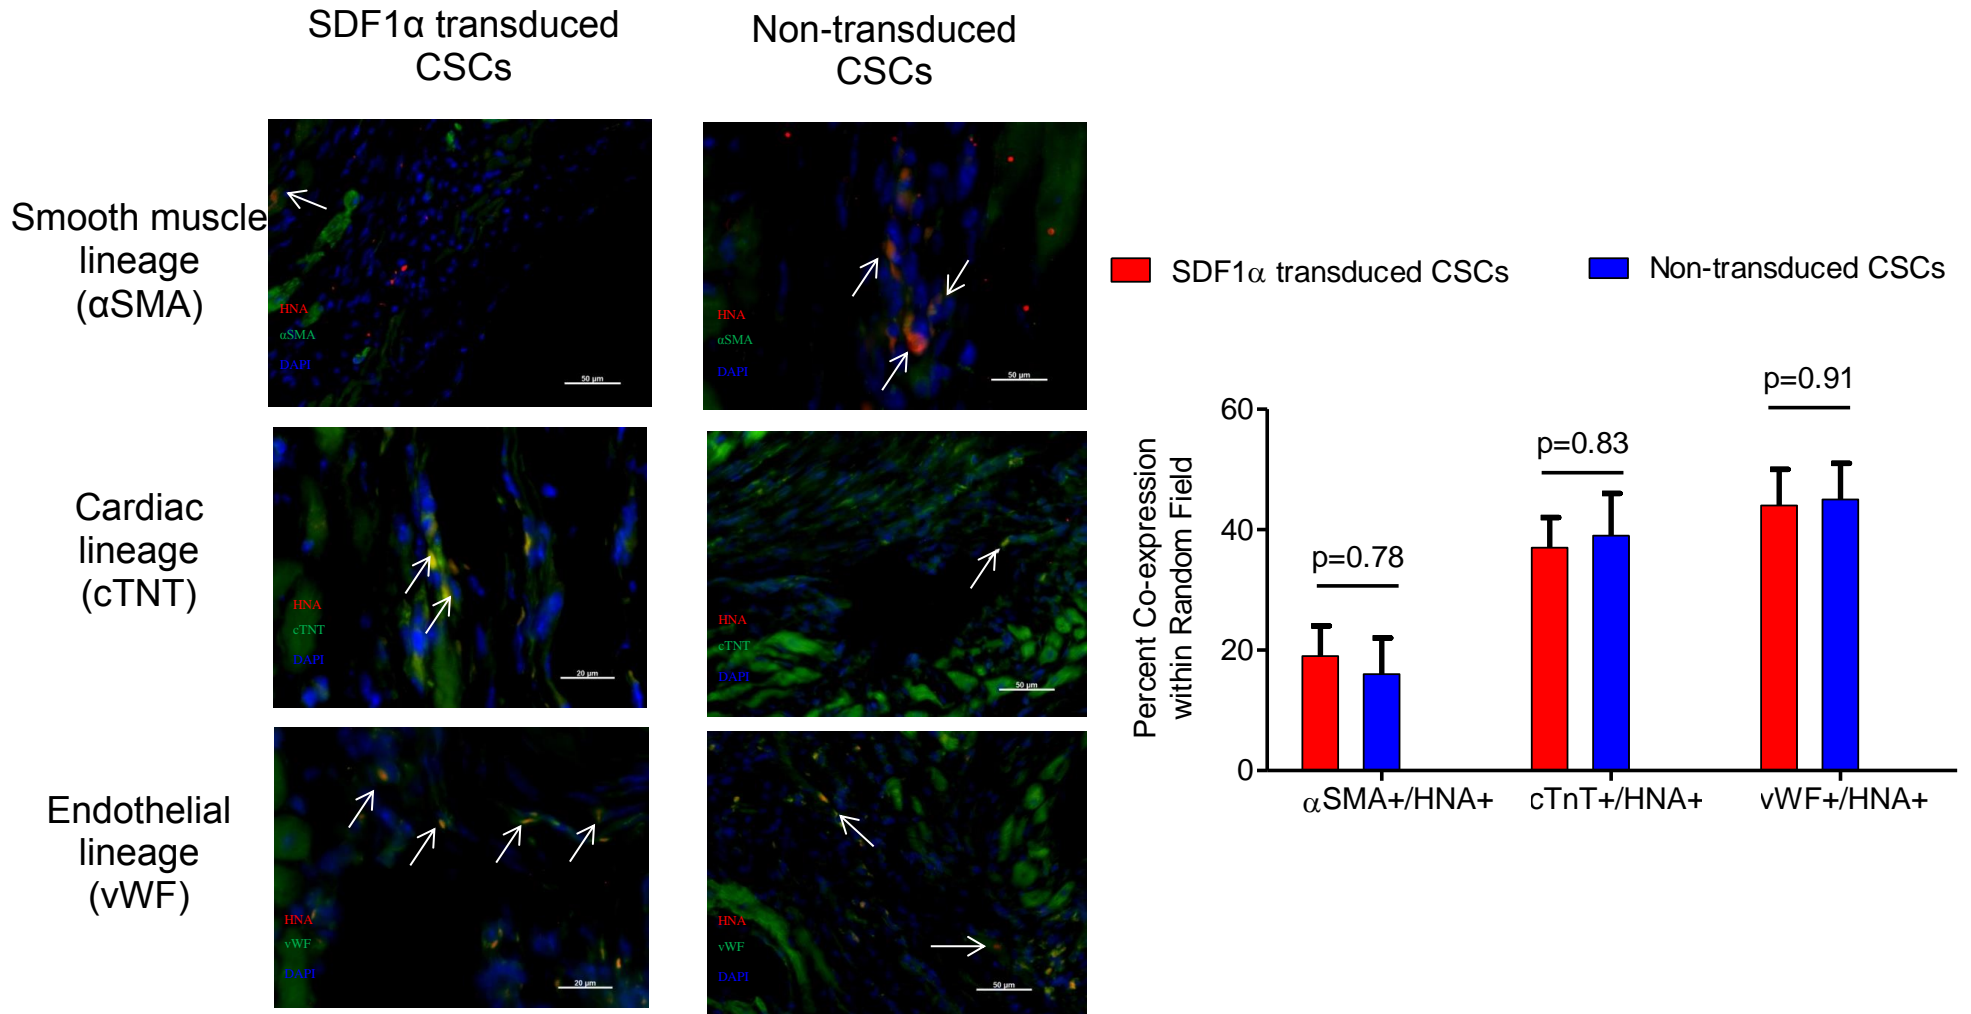 SDF1α transduced
CSCs
Non-transduced
CSCs
Smooth muscle
lineage
(αSMA)
HNA
αSMA
DAPI
50 µm
HNA
αSMA
DAPI
50 µm
Cardiac
lineage
(cTNT)
HNA
cTNT
DAPI
20 µm
HNA
cTNT
DAPI
50 µm
Endothelial
lineage
(vWF)
HNA
vWF
DAPI
20 µm
HNA
vWF
DAPI
50 µm
SDF1α transduced CSCs
Non-transduced CSCs
Percent Co-expression
within Random Field
60
40
20
0
p=0.78
p=0.83
p=0.91
αSMA+/HNA+
cTnT+/HNA+
vWF+/HNA+